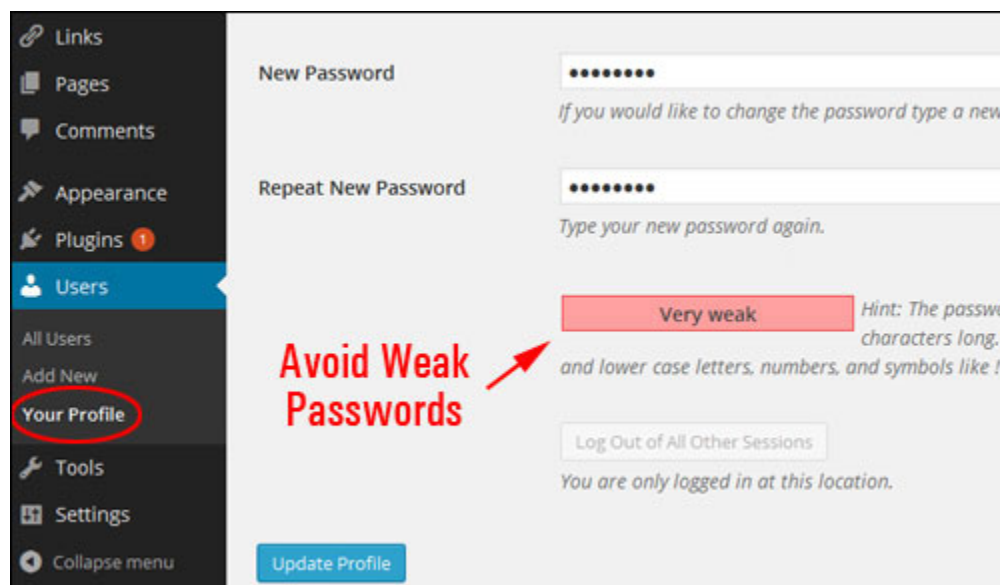 Links
Pages
Comments
Appearance
Plugins 1
Users
All Users
Add New
Your Profile
Tools
Settings
Collapse menu
New Password
••••••••
If you would like to change the password type a new
Repeat New Password
••••••••
Type your new password again.
Very weak
Hint: The
characters long.
and lower case letters, numbers, and symbols like !
Avoid Weak
Passwords
Log Out of All Other Sessions
You are only logged in at this location.
Update Profile